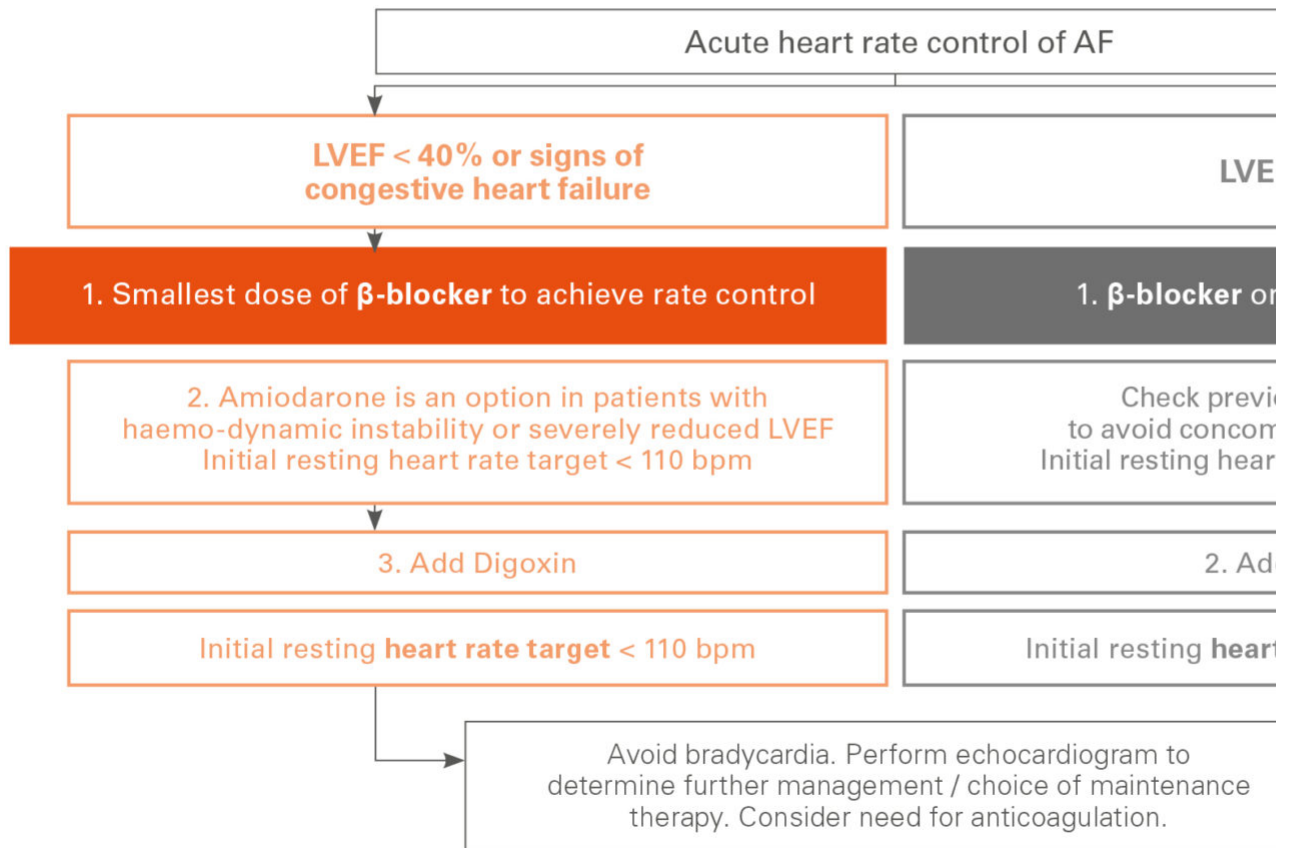 Acute heart rate control of AF
LVEF < 40% or signs of
congestive heart failure
1. Smallest dose of β-blocker to achieve rate control
2. Amiodarone is an option in patients with
haemo-dynamic instability or severely reduced LVEF
Initial resting heart rate target < 110 bpm
3. Add Digoxin
Initial resting heart rate target < 110 bpm
LVE
1. β-blocker or
Check previ
to avoid concom
Initial resting hear
2. Ad
Initial resting heart
Avoid bradycardia. Perform echocardiogram to
determine further management / choice of maintenance
therapy. Consider need for anticoagulation.